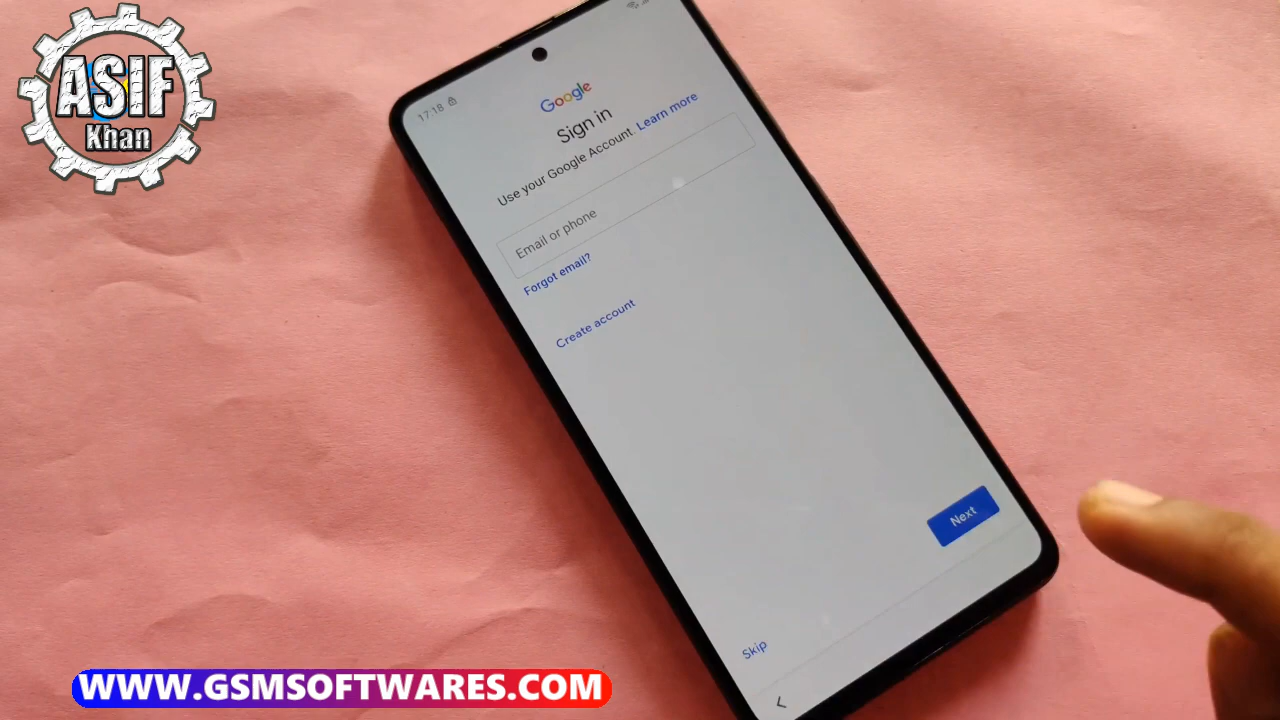 ASIF
Khan
17:18
Google
Sign in
Use your Google Account. Learn more
Email or phone
Forgot email?
Create account
Next
Skip
WWW.GSMSOFTWARES.COM